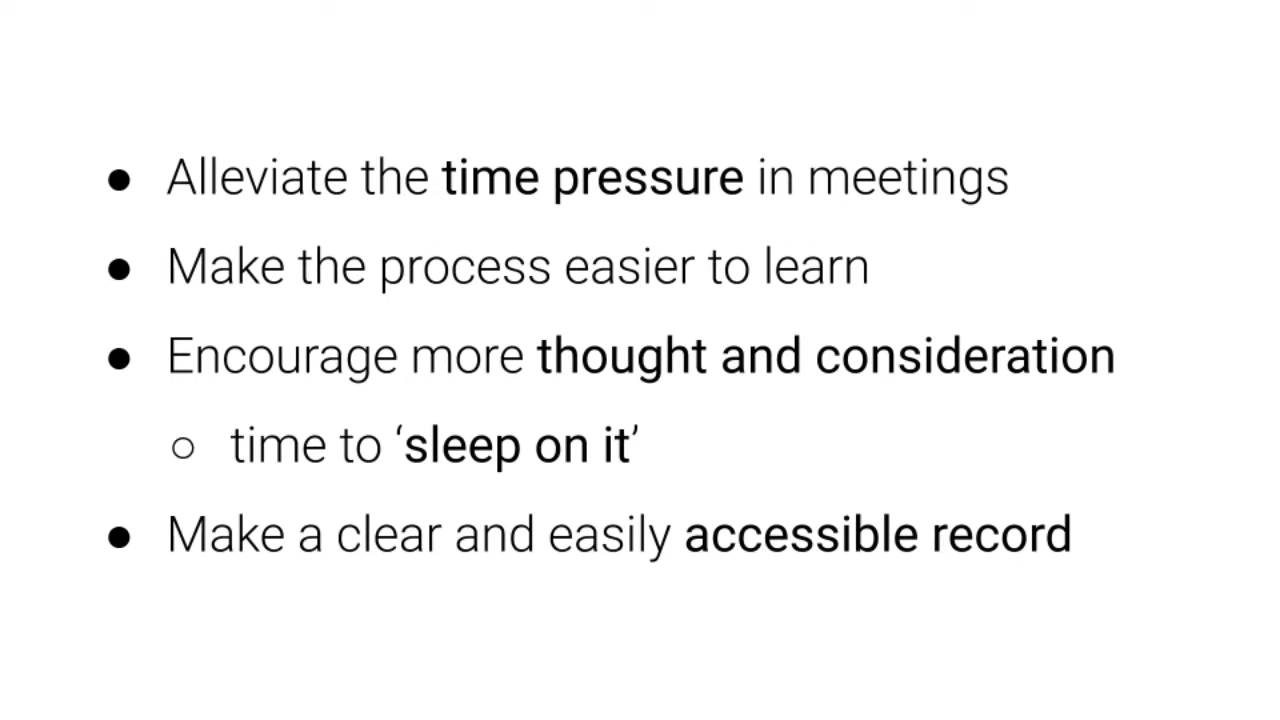 ● Alleviate the time pressure in meetings
● Make the process easier to learn
● Encourage more thought and consideration
○ time to ‘sleep on it’
● Make a clear and easily accessible record